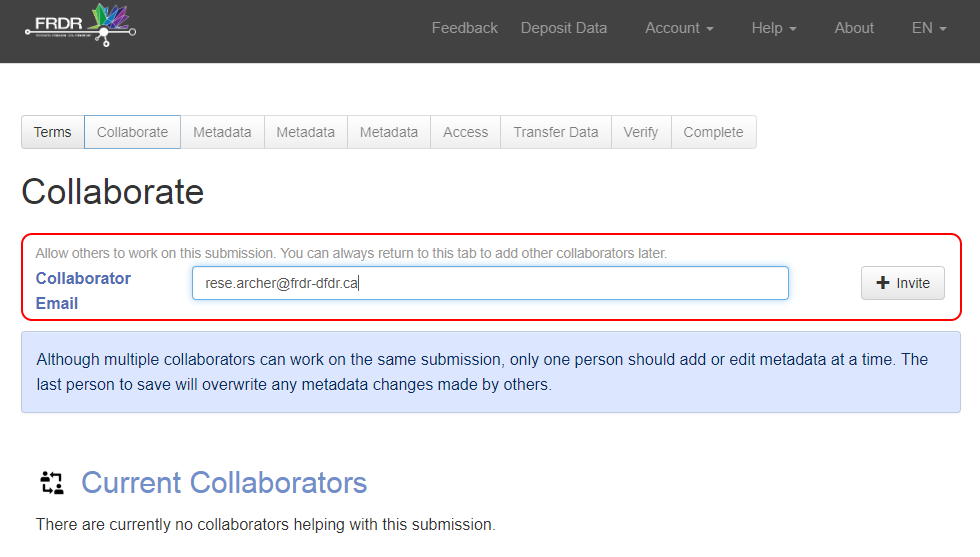 FRDR
Feedback Deposit Data Account Help About EN
Terms Collaborate Metadata Metadata Metadata Access Transfer Data Verify Complete
Collaborate
Allow others to work on this submission. You can always return to this tab to add other collaborators later.
Collaborator
Email
rese.archer@frdr-dfdr.ca
+ Invite
Although multiple collaborators can work on the same submission, only one person should add or edit metadata at a time. The
last person to save will overwrite any metadata changes made by others.
Current Collaborators
There are currently no collaborators helping with this submission.